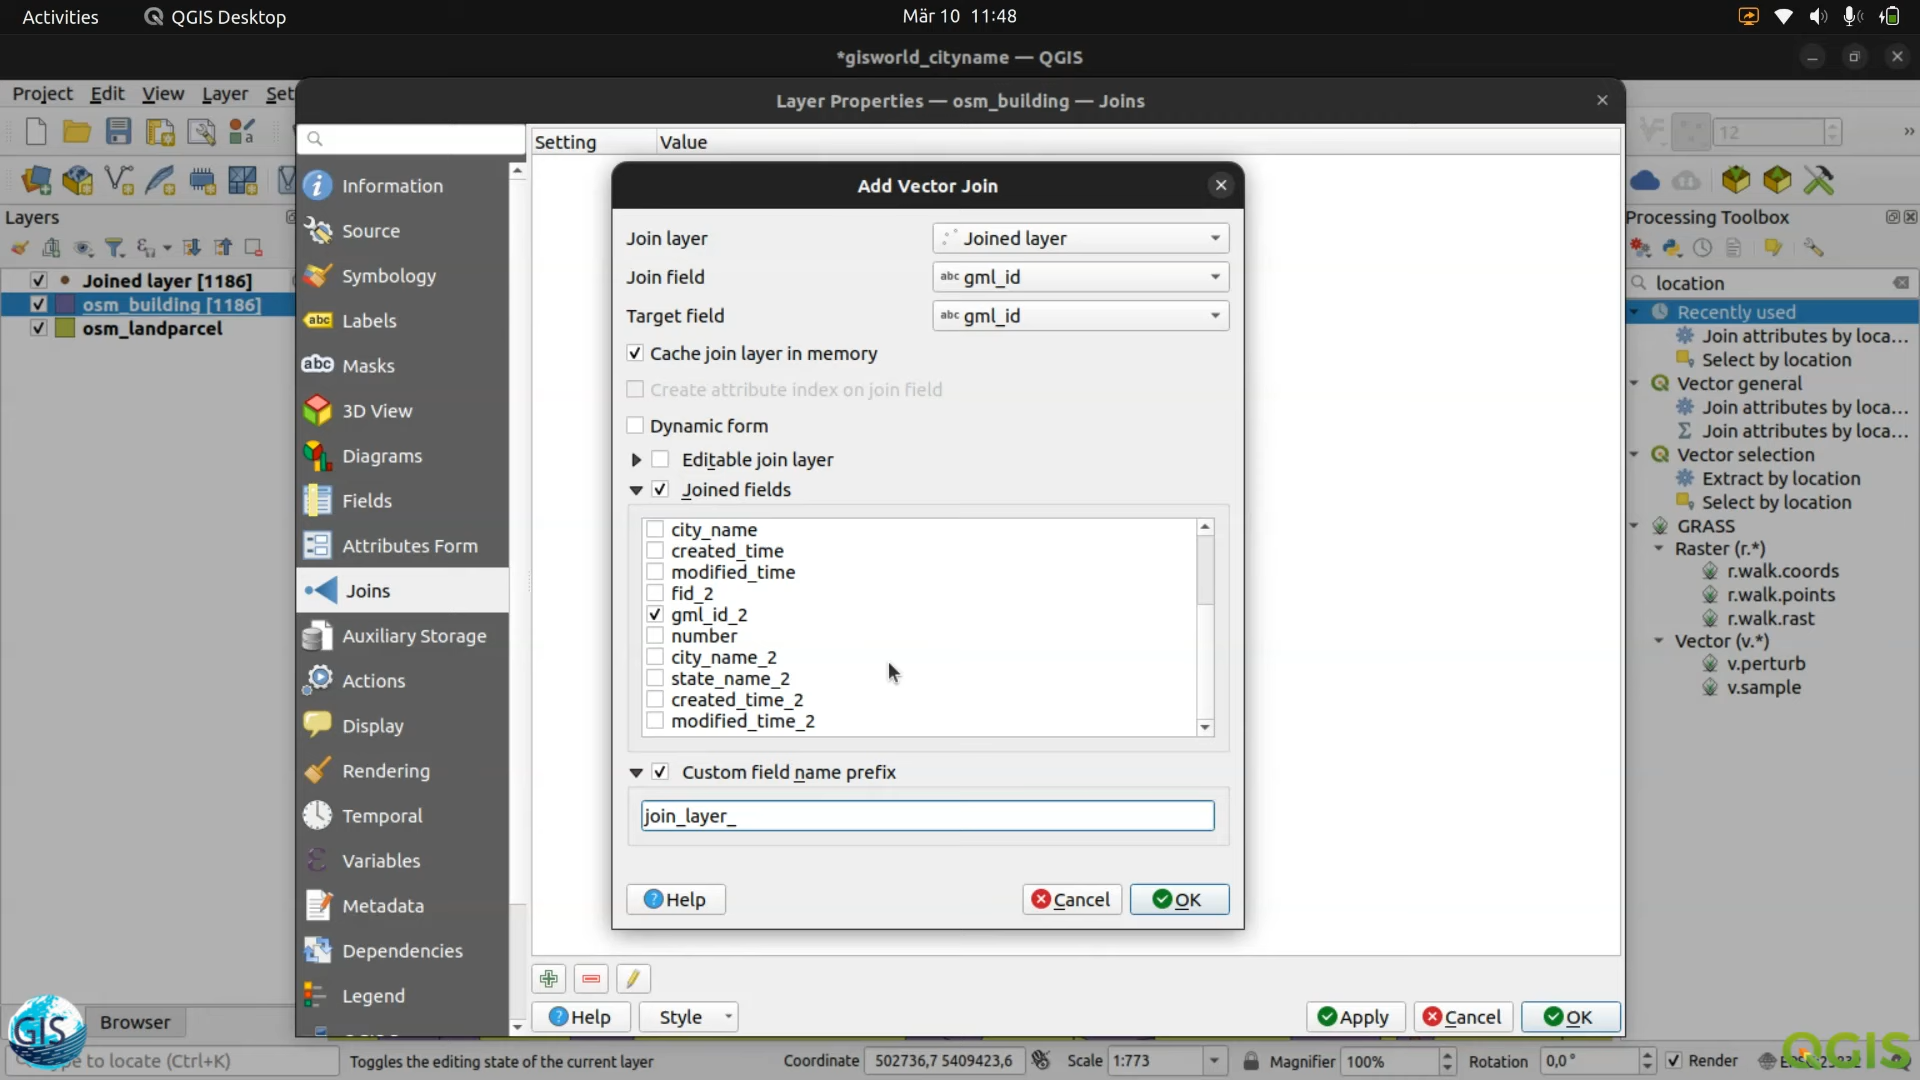 Activities QGIS Desktop Mär 10 11:48
*gisworld_cityname — QGIS
Project Edit View Layer Set
Layer Properties — osm_building — Joins
12
Setting Value
Add Vector Join
Layers
Joined layer [1186]
osm_building [1186]
osm_landparcel
Information
Source
Symbology
abc Labels
abc Masks
3D View
Diagrams
Fields
Attributes Form
Joins
Auxiliary Storage
Actions
Display
Rendering
Temporal
Variables
Metadata
Dependencies
Legend
Join layer Joined layer
Join field abc gml_id
Target field abc gml_id
Cache join layer in memory
Create attribute index on join field
Dynamic form
Editable join layer
Joined fields
city_name
created_time
modified_time
fid_2
gml_id_2
number
city_name_2
state_name_2
created_time_2
modified_time_2
Custom field name prefix
join_layer_
Help Cancel OK
Processing Toolbox
location
Recently used
Join attributes by loca...
Select by location
Vector general
Join attributes by loca...
Join attributes by loca...
Vector selection
Extract by location
Select by location
GRASS
Raster (r.*)
r.walk.coords
r.walk.points
r.walk.rast
Vector (v.*)
v.perturb
v.sample
Help Style Apply Cancel OK
GIS Browser
QGIS
to locate (Ctrl+K) Toggles the editing state of the current layer Coordinate 502736,7 5409423,6 Scale 1:773 Magnifier 100% Rotation 0,0 ° Render